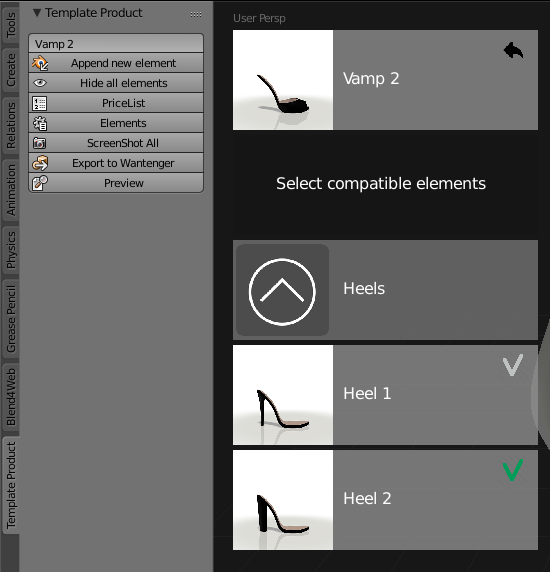 Tools
Create
Relations
Animation
Physics
Grease Pencil
Blend4Web
Template Product
Template Product
Vamp 2
Append new element
Hide all elements
PriceList
Elements
ScreenShot All
Export to Wantenger
Preview
User Persp
Vamp 2
Select compatible elements
Heels
Heel 1
Heel 2